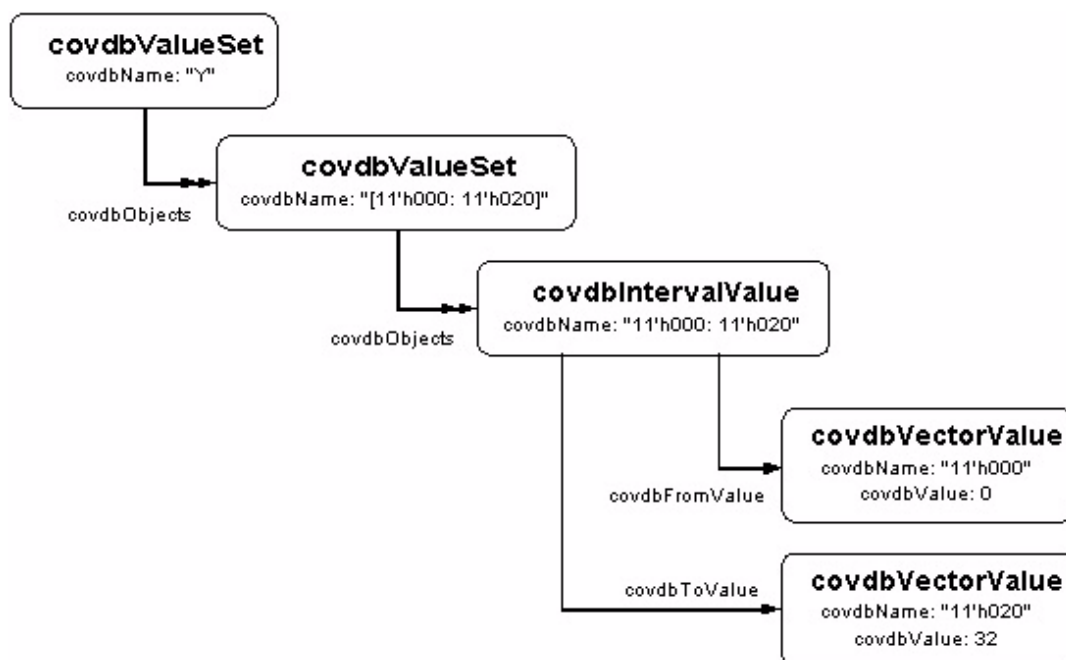 covdbValueSet
covdbName: "Y"
covdbObjects
covdbValueSet
covdbName: "[11'h000: 11'h020]"
covdbObjects
covdbIntervalValue
covdbName: "11'h000: 11'h020"
covdbFromValue
covdbVectorValue
covdbName: "11'h000"
covdbValue: 0
covdbToValue
covdbVectorValue
covdbName: "11'h020"
covdbValue: 32